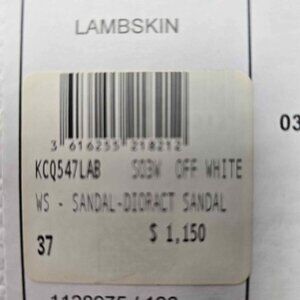 LAMBSKIN
03
3 616255 218212
KCQ547LAB S03W OFF WHITE
WS - SANDAL-DIORACT SANDAL
37 $ 1,150